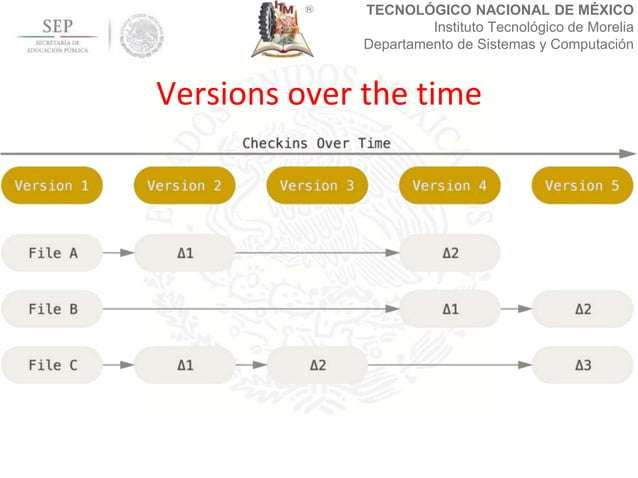 SEP
SECRETARÍA DE
EDUCACIÓN PÚBLICA
ITM
®
TECNOLÓGICO NACIONAL DE MÉXICO
Instituto Tecnológico de Morelia
Departamento de Sistemas y Computación
Versions over the time
Checkins Over Time
Version 1 Version 2 Version 3 Version 4 Version 5
File A Δ1 Δ2
File B Δ1 Δ2
File C Δ1 Δ2 Δ3